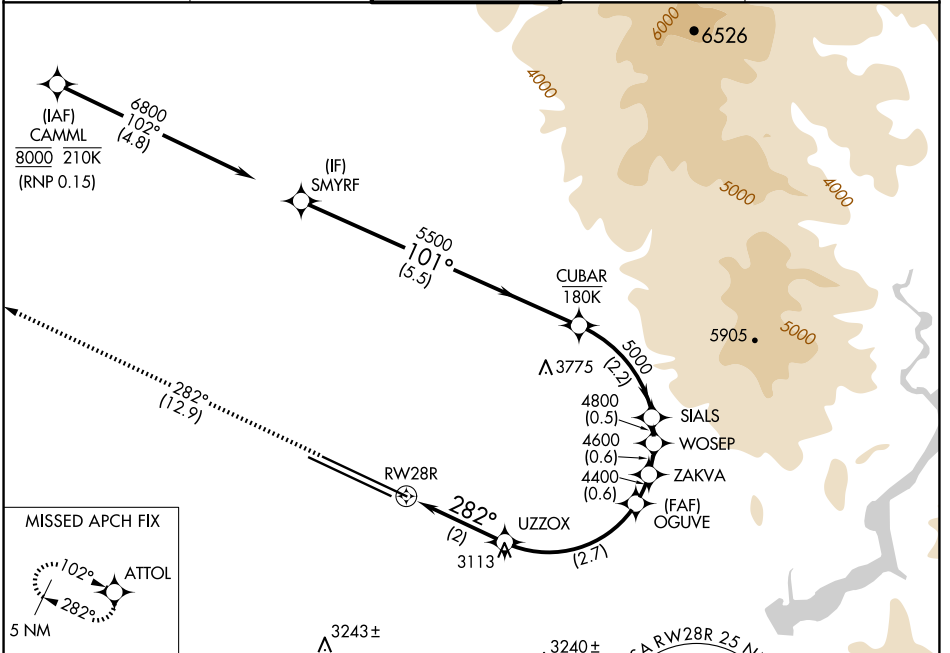 6000
6526
4000
6800
102°
(4.8)
(IAF)
CAMML
8000 210K
(RNP 0.15)
(IF)
SMYRF
5000
4000
5500
101°
(5.5)
CUBAR
180K
5905
5000
3775
5000
(2.2)
282°
(12.9)
4800
(0.5)
SIALS
4600
(0.6)
WOSEP
4400
(0.6)
ZAKVA
(FAF)
OGUVE
RW28R
282°
(2)
UZZOX
3113
(2.7)
MISSED APCH FIX
102°
ATTOL
282°
5 NM
3243±
3240±
RW28R 25